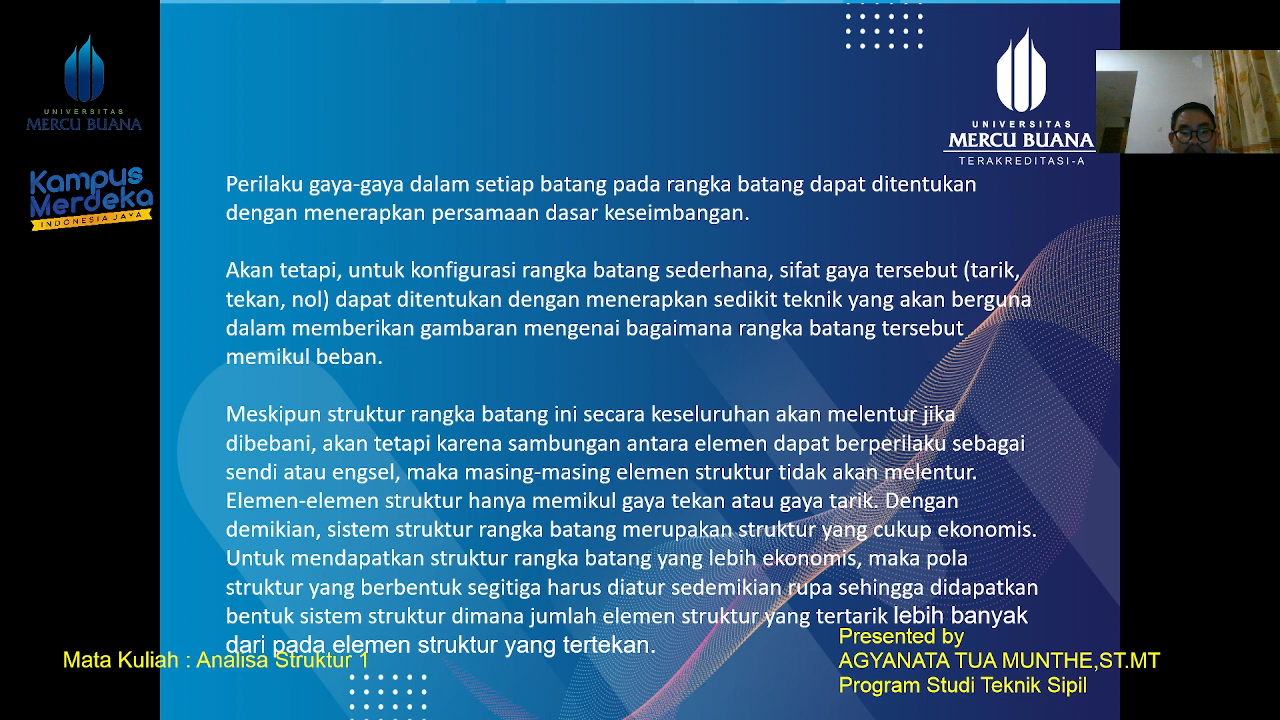 UNIVERSITAS
MERCU BUANA
Kampus
Merdeka
INDONESIA JAYA
UNIVERSITAS
MERCU BUANA
TERAKREDITASI-A
Perilaku gaya-gaya dalam setiap batang pada rangka batang dapat ditentukan
dengan menerapkan persamaan dasar keseimbangan.
Akan tetapi, untuk konfigurasi rangka batang sederhana, sifat gaya tersebut (tarik,
tekan, nol) dapat ditentukan dengan menerapkan sedikit teknik yang akan berguna
dalam memberikan gambaran mengenai bagaimana rangka batang tersebut
memikul beban.
Meskipun struktur rangka batang ini secara keseluruhan akan melentur jika
dibebani, akan tetapi karena sambungan antara elemen dapat berperilaku sebagai
sendi atau engsel, maka masing-masing elemen struktur tidak akan melentur.
Elemen-elemen struktur hanya memikul gaya tekan atau gaya tarik. Dengan
demikian, sistem struktur rangka batang merupakan struktur yang cukup ekonomis.
Untuk mendapatkan struktur rangka batang yang lebih ekonomis, maka pola
struktur yang berbentuk segitiga harus diatur sedemikian rupa sehingga didapatkan
bentuk sistem struktur dimana jumlah elemen struktur yang tertarik lebih banyak
dari pada elemen struktur yang tertekan.
Mata Kuliah : Analisa Struktur 1
Presented by
AGYANATA TUA MUNTHE,ST.MT
Program Studi Teknik Sipil